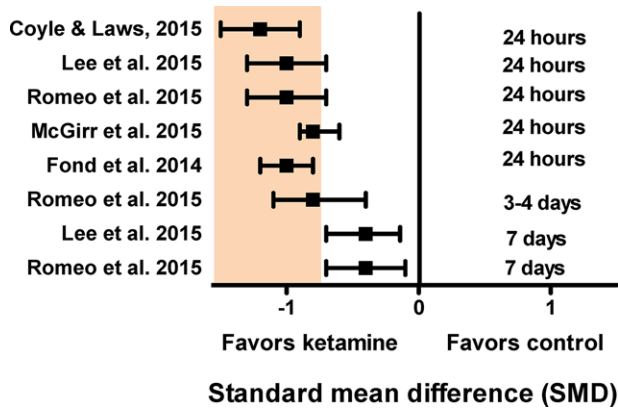 Coyle & Laws, 2015 24 hours
Lee et al. 2015 24 hours
Romeo et al. 2015 24 hours
McGirr et al. 2015 24 hours
Fond et al. 2014 24 hours
Romeo et al. 2015 3-4 days
Lee et al. 2015 7 days
Romeo et al. 2015 7 days
-1 0 1
Favors ketamine Favors control
Standard mean difference (SMD)